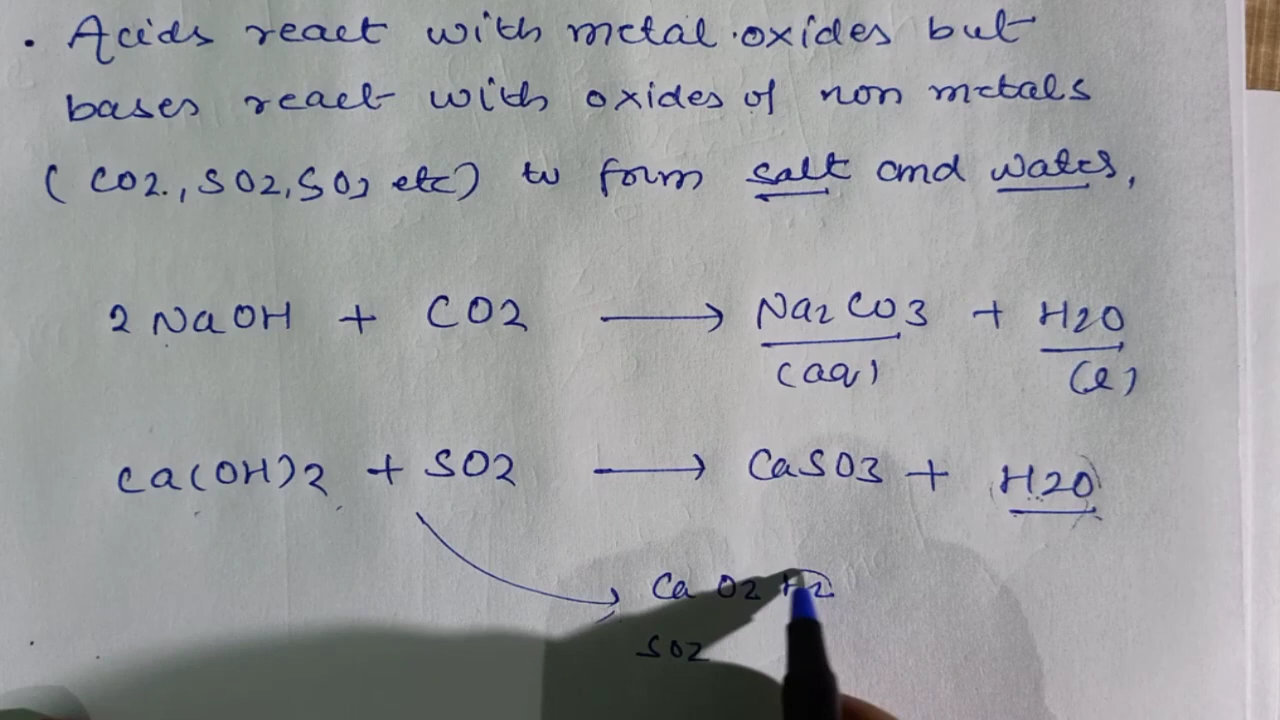 . Acids react with metal oxides but
bases react with oxides of non metals
( CO2., SO2, SO3 etc) to form salt and water,
2 NaOH + CO2 → Na2CO3 + H2O
(aq) (l)
Ca(OH)2 + SO2 → CaSO3 + H2O
Ca O2 H2
SO2